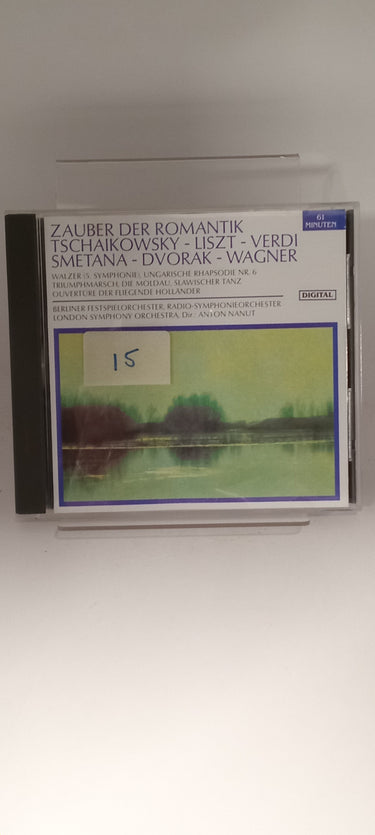 ZAUBER DER ROMANTIK
TSCHAIKOWSKY - LISZT - VERDI
SMETANA - DVORAK - WAGNER
61
MINUTEN
WALZER (5. SYMPHONIE), UNGARISCHE RHAPSODIE NR. 6
TRIUMPHMARSCH, DIE MOLDAU, SLAWISCHER TANZ
OUVERTÜRE DER FLIEGENDE HOLLÄNDER
DIGITAL
BERLINER FESTSPIELORCHESTER, RADIO-SYMPHONIEORCHESTER
LONDON SYMPHONY ORCHESTRA, Dir.: ANTON NANUT
15